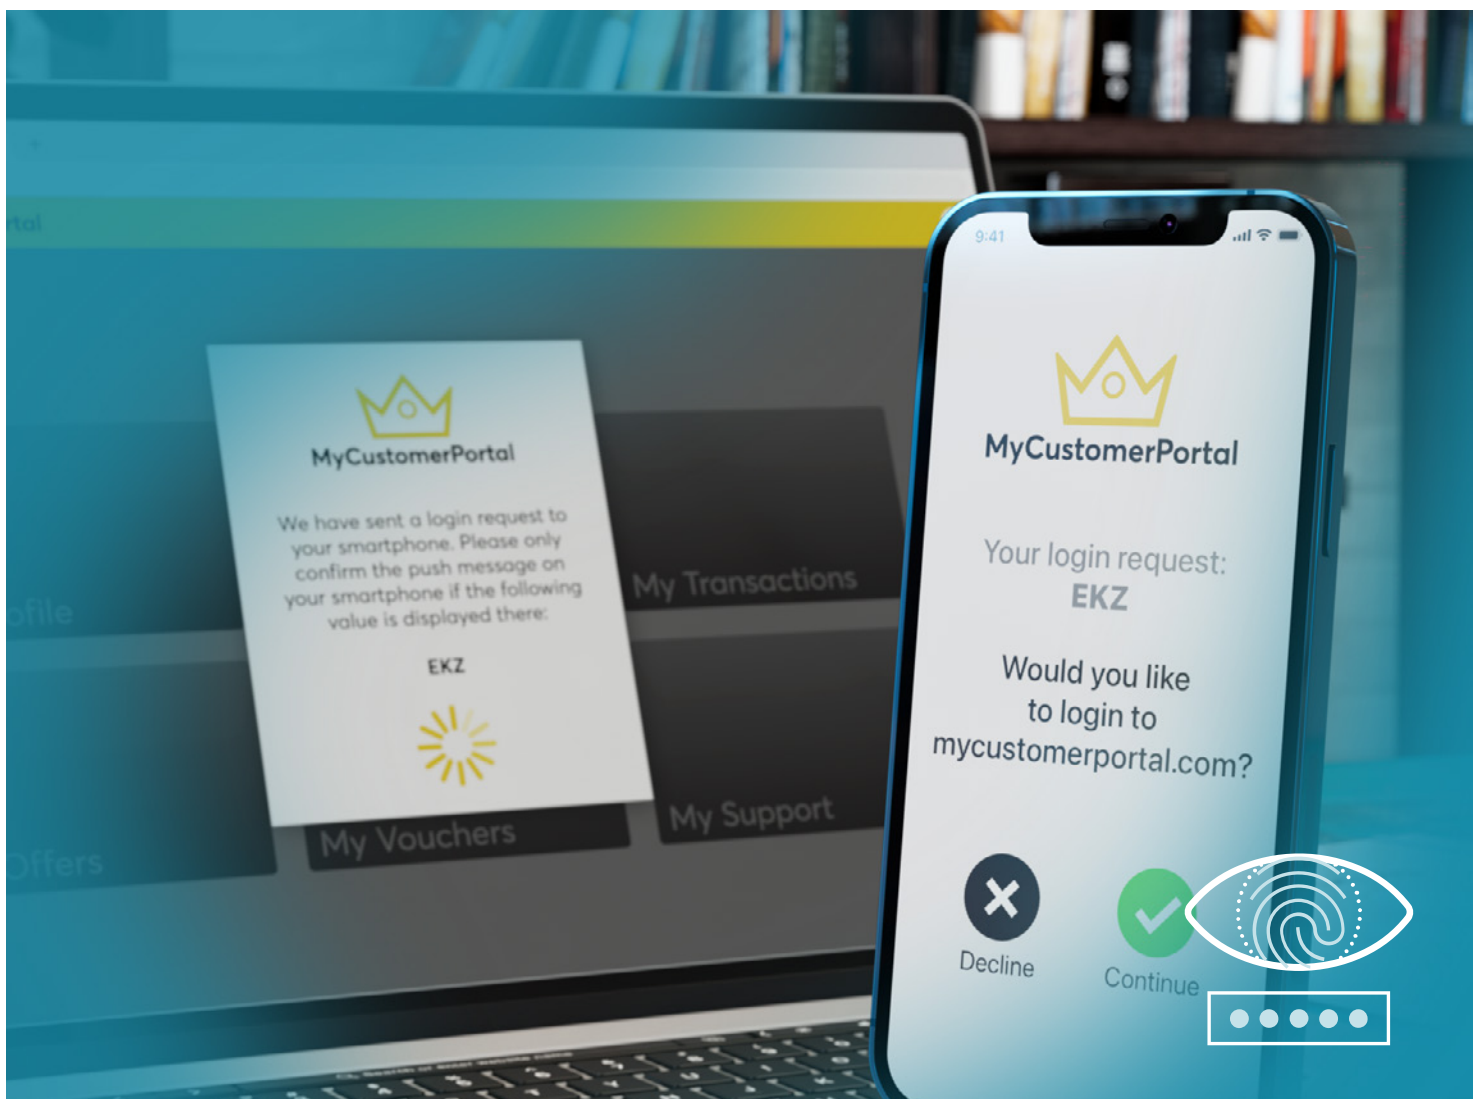 rtal
MyCustomerPortal
We have sent a login request to
your smartphone. Please only
confirm the push message on
your smartphone if the following
value is displayed there:
EKZ
ofile
My Transactions
Offers
My Vouchers
My Support
9:41
MyCustomerPortal
Your login request:
EKZ
Would you like
to login to
mycustomerportal.com?
Decline
Continue